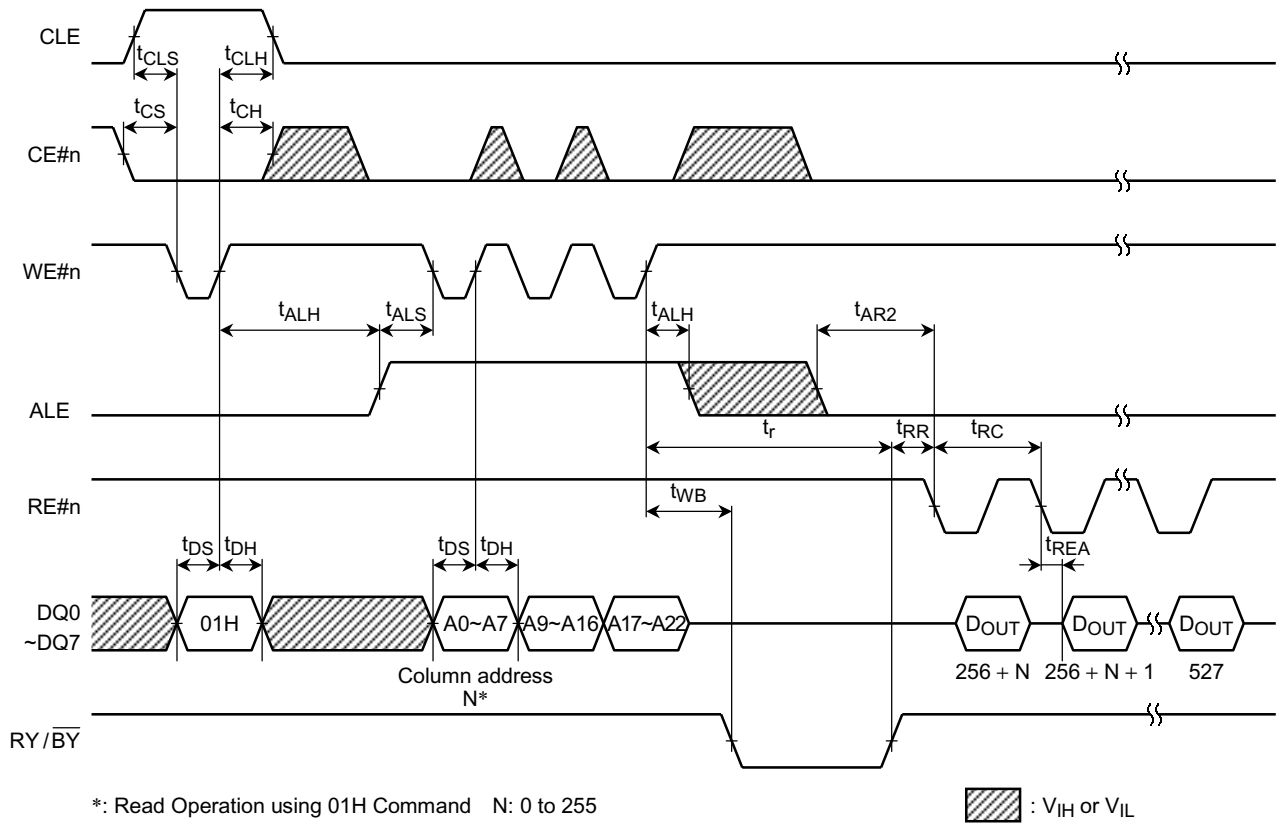 CLE
tCLS tCLH
tCS tCH
CE#n
WE#n
tALH tALS tALH tAR2
ALE
tr tRR tRC
RE#n
tWB
tDS tDH tDS tDH tREA
DQ0
~DQ7
01H A0~A7 A9~A16 A17~A22 DOUT DOUT DOUT
Column address
N*
256 + N 256 + N + 1 527
RY/BY
*: Read Operation using 01H Command N: 0 to 255
: VIH or VIL